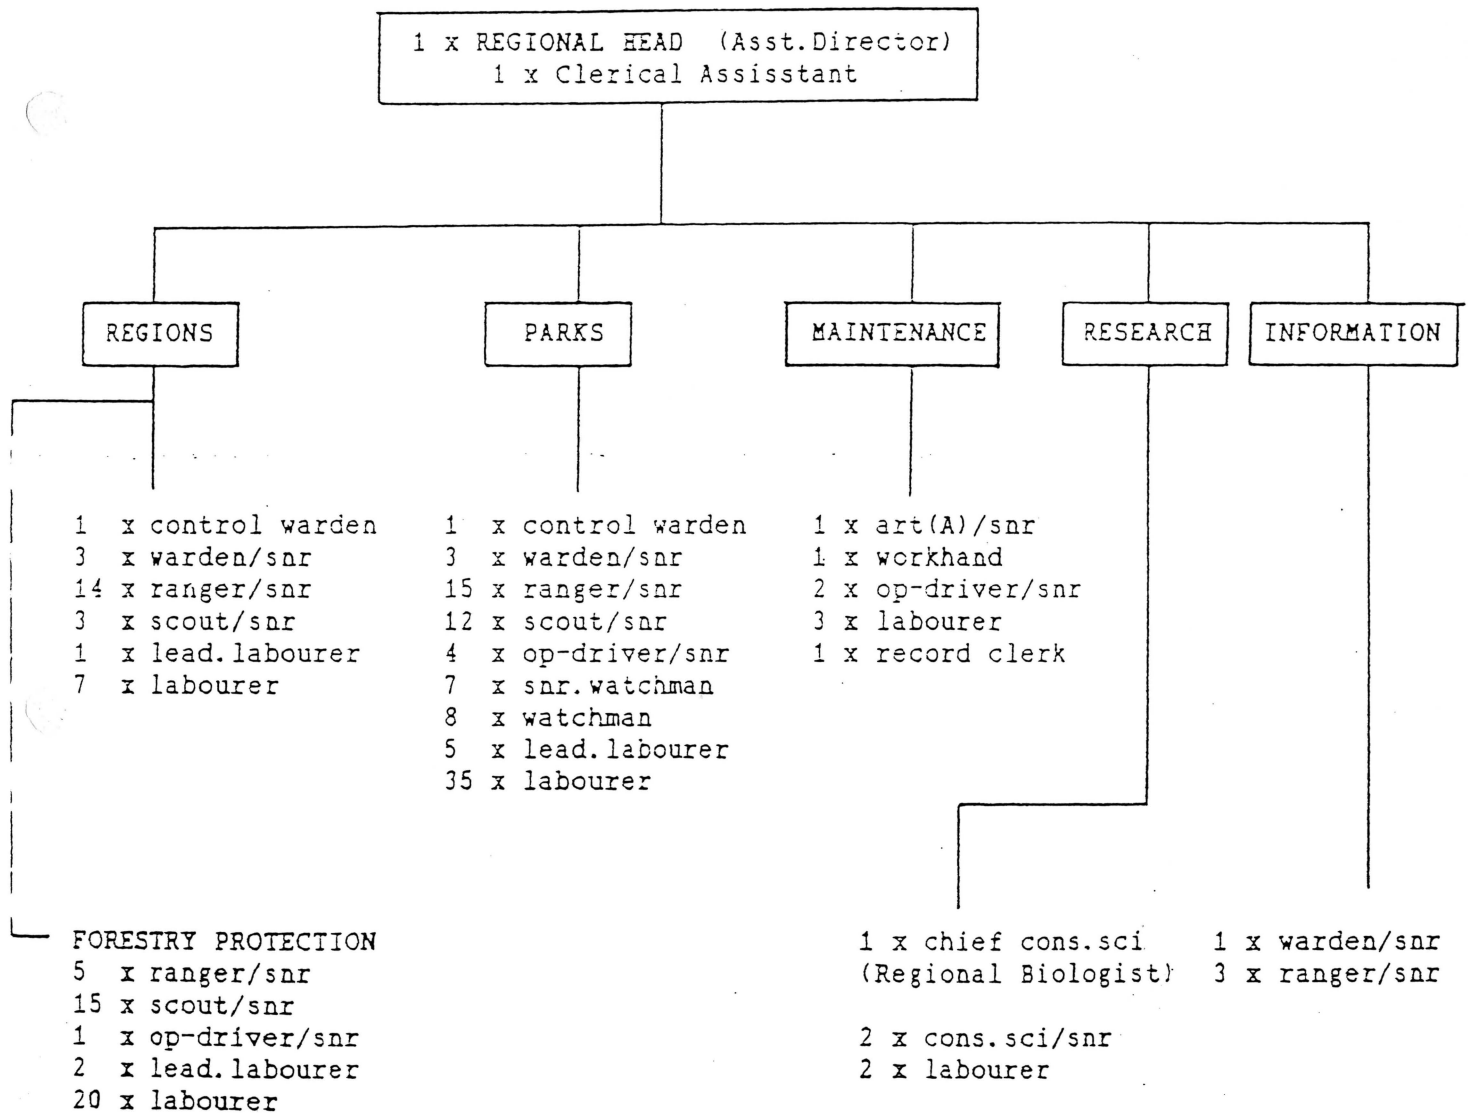 1 x REGIONAL HEAD (Asst.Director)
1 x Clerical Assisstant
REGIONS
PARKS
MAINTENANCE
RESEARCH
INFORMATION
1 x control warden
3 x warden/snr
14 x ranger/snr
3 x scout/snr
1 x lead.labourer
7 x labourer
1 x control warden
3 x warden/snr
15 x ranger/snr
12 x scout/snr
4 x op-driver/snr
7 x snr.watchman
8 x watchman
5 x lead.labourer
35 x labourer
1 x art(A)/snr
1 x workhand
2 x op-driver/snr
3 x labourer
1 x record clerk
FORESTRY PROTECTION
5 x ranger/snr
15 x scout/snr
1 x op-driver/snr
2 x lead.labourer
20 x labourer
1 x chief cons.sci
(Regional Biologist)
2 x cons.sci/snr
2 x labourer
1 x warden/snr
3 x ranger/snr